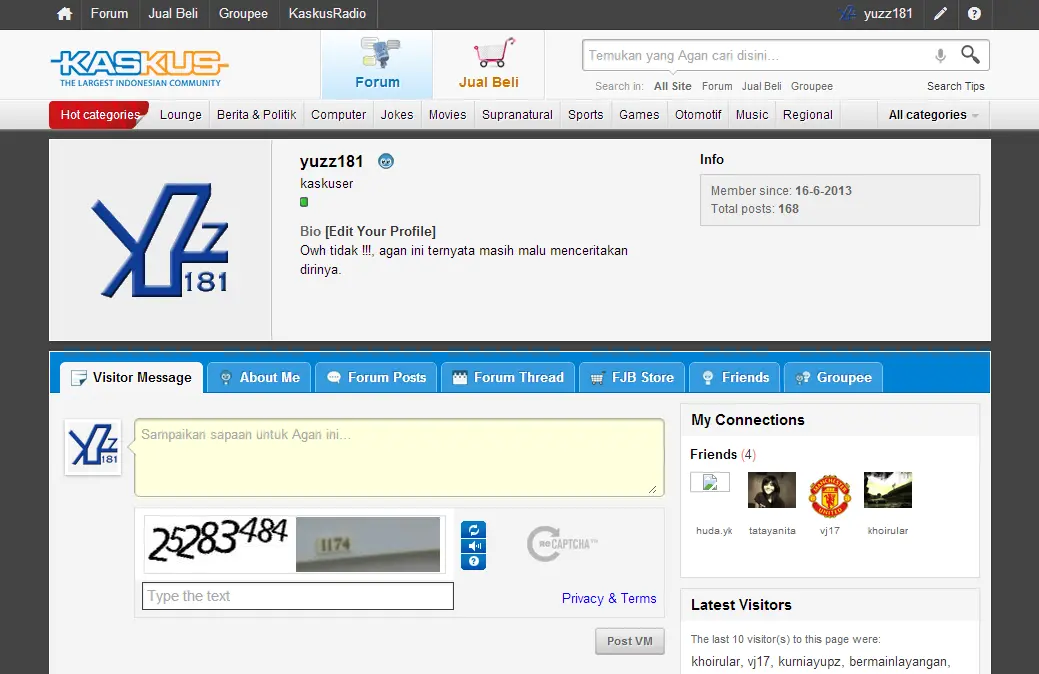 Forum Jual Beli Groupee KaskusRadio yuzz181
KASKUS
THE LARGEST INDONESIAN COMMUNITY
Forum
Jual Beli
Temukan yang Agan cari disini...
Search in: All Site Forum Jual Beli Groupee Search Tips
Hot categories Lounge Berita & Politik Computer Jokes Movies Supranatural Sports Games Otomotif Music Regional All categories
YLz
181
yuzz181
kaskuser
Bio [Edit Your Profile]
Owh tidak !!!, agan ini ternyata masih malu menceritakan
dirinya.
Info
Member since: 16-6-2013
Total posts: 168
Visitor Message About Me Forum Posts Forum Thread FJB Store Friends Groupee
YLz
181
Sampaikan sapaan untuk Agan ini...
25283484 1174
reCAPTCHA™
Type the text
Privacy & Terms
Post VM
My Connections
Friends (4)
MANCHESTER
UNITED
huda.yk tatayanita vj17 khoirular
Latest Visitors
The last 10 visitor(s) to this page were:
khoirular, vj17, kurniayupz, bermainlayangan,